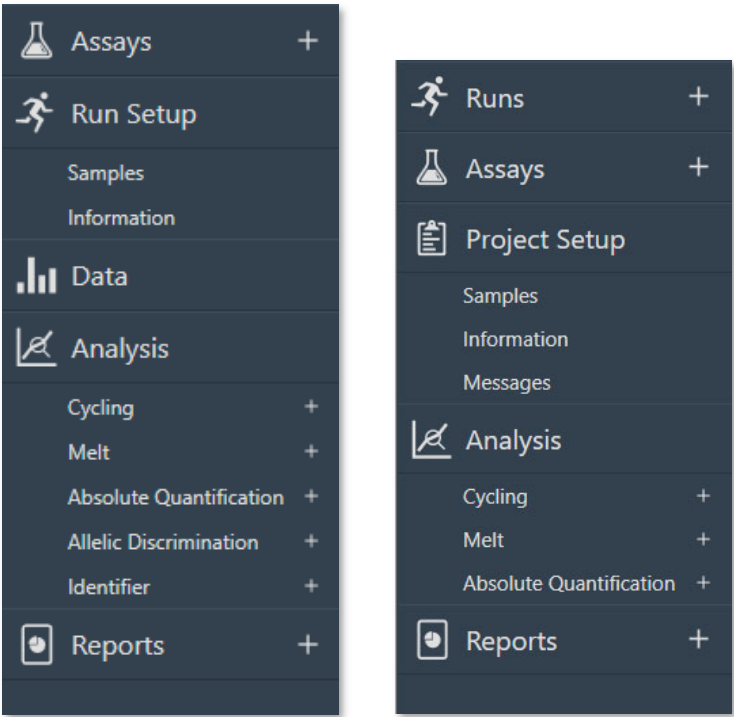 Assays +
Run Setup
Samples
Information
Data
Analysis
Cycling +
Melt +
Absolute Quantification +
Allelic Discrimination +
Identifier +
Reports +
Runs +
Assays +
Project Setup
Samples
Information
Messages
Analysis
Cycling +
Melt +
Absolute Quantification +
Reports +